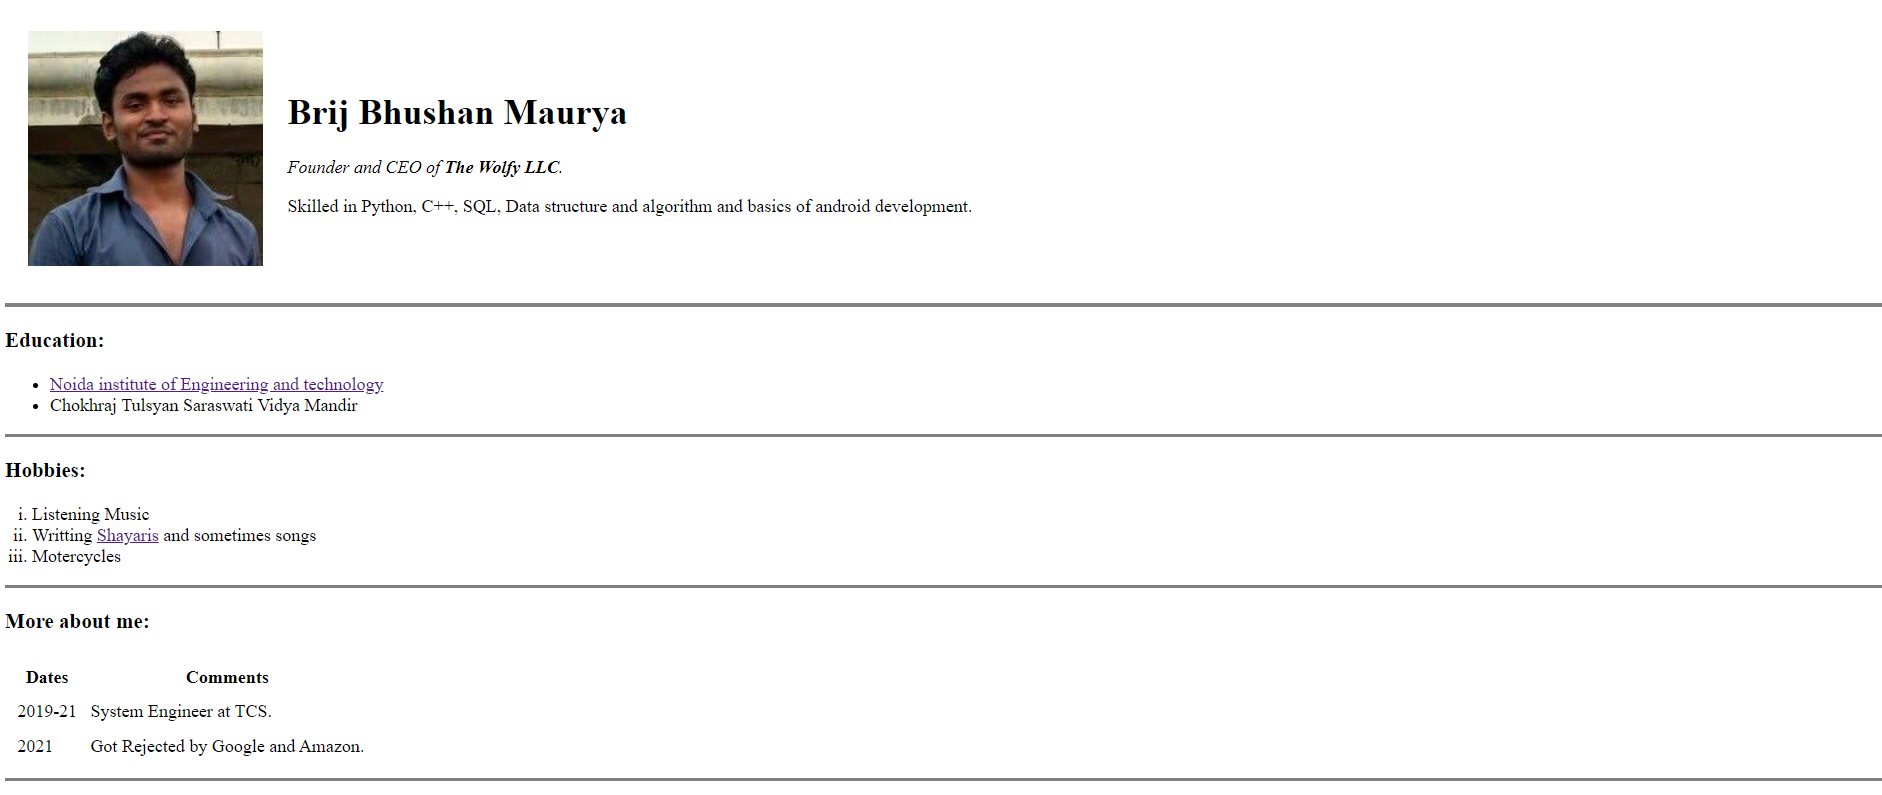 Brij Bhushan Maurya
Founder and CEO of The Wolfy LLC.
Skilled in Python, C++, SQL, Data structure and algorithm and basics of android development.
Education:
• Noida institute of Engineering and technology
• Chokhraj Tulsyan Saraswati Vidya Mandir
Hobbies:
i. Listening Music
ii. Writting Shayaris and sometimes songs
iii. Motercycles
More about me:
Dates Comments
2019-21 System Engineer at TCS.
2021 Got Rejected by Google and Amazon.